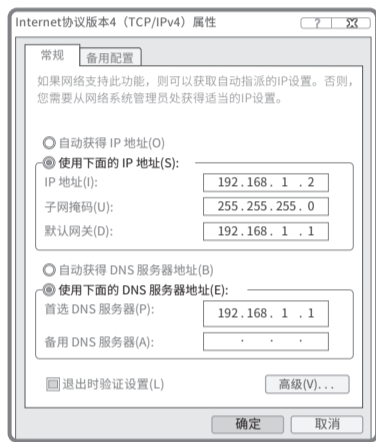 Internet协议版本4（TCP/IPv4）属性
常规 备用配置
如果网络支持此功能，则可以获取自动指派的IP设置。否则，
您需要从网络系统管理员处获得适当的IP设置。
自动获得 IP 地址(O)
使用下面的 IP 地址(S):
IP 地址(I): 192.168. 1 .2
子网掩码(U): 255.255.255.0
默认网关(D): 192.168. 1 .1
自动获得 DNS 服务器地址(B)
使用下面的 DNS 服务器地址(E):
首选 DNS 服务器(P): 192.168. 1 .1
备用 DNS 服务器(A): . . .
退出时验证设置(L) 高级(V)...
确定 取消